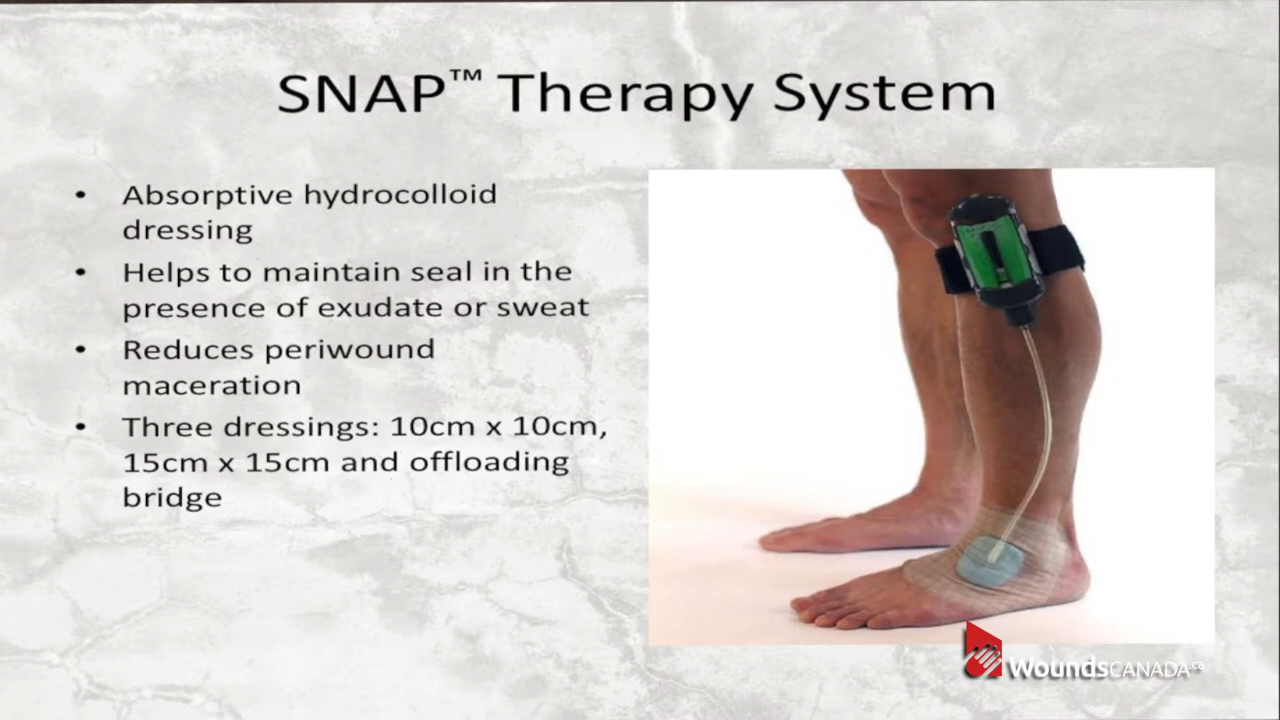 SNAP™ Therapy System
• Absorptive hydrocolloid
dressing
• Helps to maintain seal in the
presence of exudate or sweat
• Reduces periwound
maceration
• Three dressings: 10cm x 10cm,
15cm x 15cm and offloading
bridge
WoundsCANADA.ca